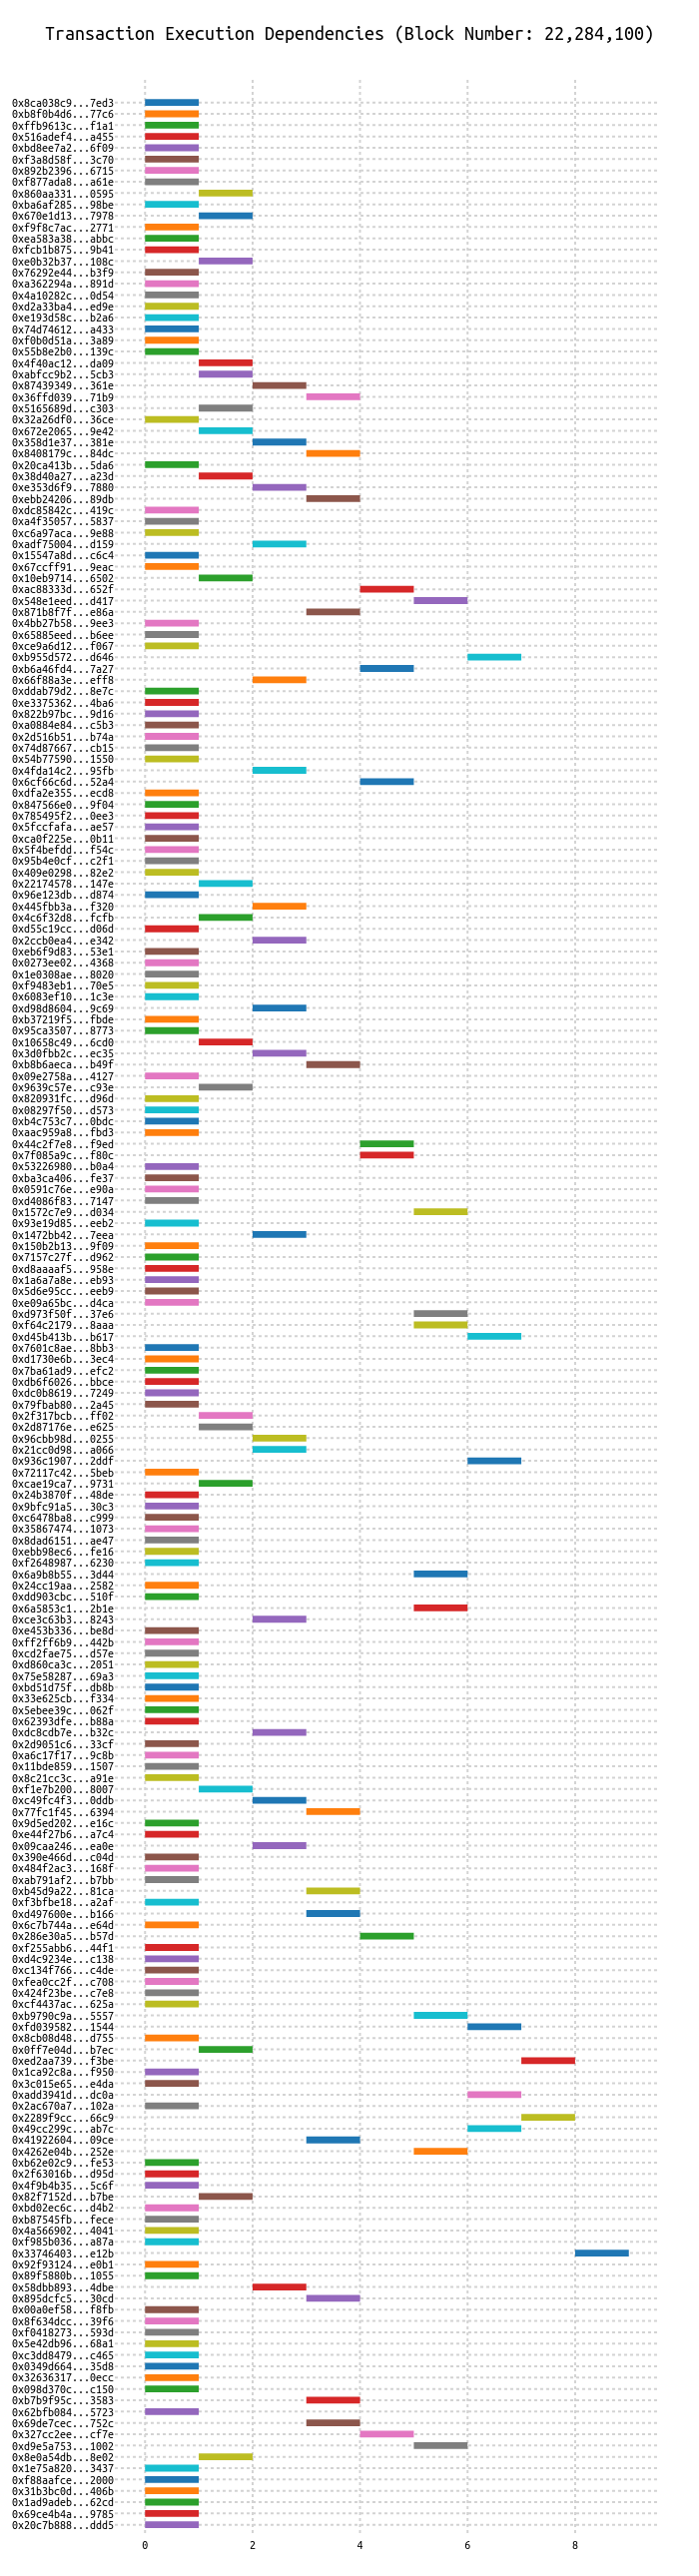 Transaction Execution Dependencies (Block Number: 22,284,100)
0x8ca038c9...7ed3
0xb8f0b4d6...77c6
0xffb9613c...f1a1
0x516adef4...a455
0xbd8ee7a2...6f09
0xf3a8d58f...3c70
0x892b2396...6715
0xf877ada8...a61e
0x860aa331...0595
0xba6af285...98be
0x670e1d13...7978
0xf9f8c7ac...2771
0xea583a38...abbc
0xfcb1b875...9b41
0xe0b32b37...108c
0x76292e44...b3f9
0xa362294a...891d
0x4a10282c...0d54
0xd2a33ba4...ed9e
0xe193d58c...b2a6
0x74d74612...a433
0xf0b0d51a...3a89
0x55b8e2b0...139c
0x4f40ac12...da09
0xabfcc9b2...5cb3
0x87439349...361e
0x36ffd039...71b9
0x5165689d...c303
0x32a26df0...36ce
0x672e2065...9e42
0x358d1e37...381e
0x8408179c...84dc
0x20ca413b...5da6
0x38d40a27...a23d
0xe353d6f9...7880
0xebb24206...89db
0xdc85842c...419c
0xa4f35057...5837
0xc6a97aca...9e88
0xadf75004...d159
0x15547a8d...c6c4
0x67ccff91...9eac
0x10eb9714...6502
0xac88333d...652f
0x548e1eed...d417
0x871b8f7f...e86a
0x4bb27b58...9ee3
0x65885eed...b6ee
0xce9a6d12...f067
0xb955d572...d646
0xb6a46fd4...7a27
0x66f88a3e...eff8
0xddab79d2...8e7c
0xe3375362...4ba6
0x822b97bc...9d16
0xa0884e84...c5b3
0x2d516b51...b74a
0x74d87667...cb15
0x54b77590...1550
0x4fda14c2...95fb
0x6cf66c6d...52a4
0xdfa2e355...ecd8
0x847566e0...9f04
0x785495f2...0ee3
0x5fccfafa...ae57
0xca0f225e...0b11
0x5f4befdd...f54c
0x95b4e0cf...c2f1
0x409e0298...82e2
0x22174578...147e
0x96e123db...d874
0x445fbb3a...f320
0x4c6f32d8...fcfb
0xd55c19cc...d06d
0x2ccb0ea4...e342
0xeb6f9d83...53e1
0x0273ee02...4368
0x1e0308ae...8020
0xf9483eb1...70e5
0x6083ef10...1c3e
0xd98d8604...9c69
0xb37219f5...fbde
0x95ca3507...8773
0x10658c49...6cd0
0x3d0fbb2c...ec35
0xb8b6aeca...b49f
0x09e2758a...4127
0x9639c57e...c93e
0x820931fc...d96d
0x08297f50...d573
0xb4c753c7...0bdc
0xaac959a8...fbd3
0x44c2f7e8...f9ed
0x7f085a9c...f80c
0x53226980...b0a4
0xba3ca406...fe37
0x0591c76e...e90a
0xd4086f83...7147
0x1572c7e9...d034
0x93e19d85...eeb2
0x1472bb42...7eea
0x150b2b13...9f09
0x7157c27f...d962
0xd8aaaaf5...958e
0x1a6a7a8e...eb93
0x5d6e95cc...eeb9
0xe09a65bc...d4ca
0xd973f50f...37e6
0xf64c2179...8aaa
0xd45b413b...b617
0x7601c8ae...8bb3
0xd1730e6b...3ec4
0x7ba61ad9...efc2
0xdb6f6026...bbce
0xdc0b8619...7249
0x79fbab80...2a45
0x2f317bcb...ff02
0x2d87176e...e625
0x96cbb98d...0255
0x21cc0d98...a066
0x936c1907...2ddf
0x72117c42...5beb
0xcae19ca7...9731
0x24b3870f...48de
0x9bfc91a5...30c3
0xc6478ba8...c999
0x35867474...1073
0x8dad6151...ae47
0xebb98ec6...fe16
0xf2648987...6230
0x6a9b8b55...3d44
0x24cc19aa...2582
0xdd903cbc...510f
0x6a5853c1...2b1e
0xce3c63b3...8243
0xe453b336...be8d
0xff2ff6b9...442b
0xcd2fae75...d57e
0xd860ca3c...2051
0x75e58287...69a3
0xbd51d75f...db8b
0x33e625cb...f334
0x5ebee39c...062f
0x62393dfe...b88a
0xdc8cdb7e...b32c
0x2d9051c6...33cf
0xa6c17f17...9c8b
0x11bde859...1507
0x8c21cc3c...a91e
0xf1e7b200...8007
0xc49fc4f3...0ddb
0x77fc1f45...6394
0x9d5ed202...e16c
0xe44f27b6...a7c4
0x09caa246...ea0e
0x390e466d...c04d
0x484f2ac3...168f
0xab791af2...b7bb
0xb45d9a22...81ca
0xf3bfbe18...a2af
0xd497600e...b166
0x6c7b744a...e64d
0x286e30a5...b57d
0xf255abb6...44f1
0xd4c9234e...c138
0xc134f766...c4de
0xfea0cc2f...c708
0x424f23be...c7e8
0xcf4437ac...625a
0xb9790c9a...5557
0xfd039582...1544
0x8cb08d48...d755
0x0ff7e04d...b7ec
0xed2aa739...f3be
0x1ca92c8a...f950
0x3c015e65...e4da
0xadd3941d...dc0a
0x2ac670a7...102a
0x2289f9cc...66c9
0x49cc299c...ab7c
0x41922604...09ce
0x4262e04b...252e
0xb62e02c9...fe53
0x2f63016b...d95d
0x4f9b4b35...5c6f
0x82f7152d...b7be
0xbd02ec6c...d4b2
0xb87545fb...fece
0x4a566902...4041
0xf985b036...a87a
0x33746403...e12b
0x92f93124...e0b1
0x89f5880b...1055
0x58dbb893...4dbe
0x895dcfc5...30cd
0x00a0ef58...f8fb
0x8f634dcc...39f6
0xf0418273...593d
0x5e42db96...68a1
0xc3dd8479...c465
0x0349d664...35d8
0x32636317...0ecc
0x098d370c...c150
0xb7b9f95c...3583
0x62bfb084...5723
0x69de7cec...752c
0x327cc2ee...cf7e
0xd9e5a753...1002
0x8e0a54db...8e02
0x1e75a820...3437
0xf88aafce...2000
0x31b3bc0d...406b
0x1ad9adeb...62cd
0x69ce4b4a...9785
0x20c7b888...ddd5
0 2 4 6 8